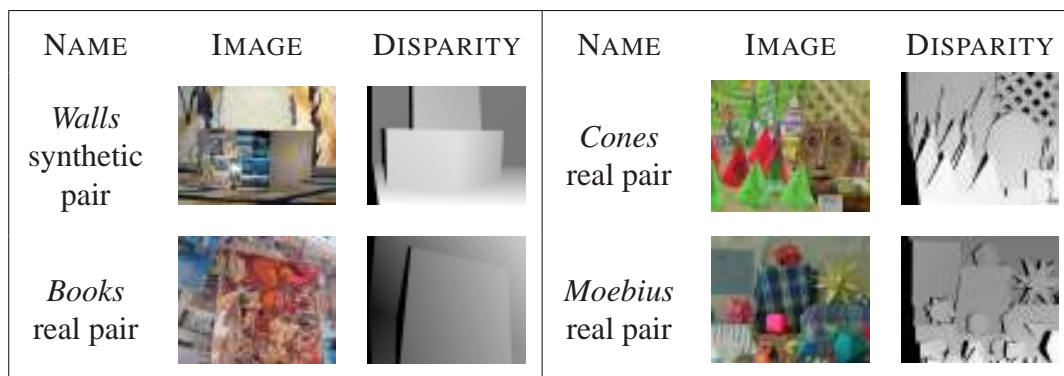 NAME IMAGE DISPARITY NAME IMAGE DISPARITY
Walls
synthetic
pair
Cones
real pair
Books
real pair
Moebius
real pair